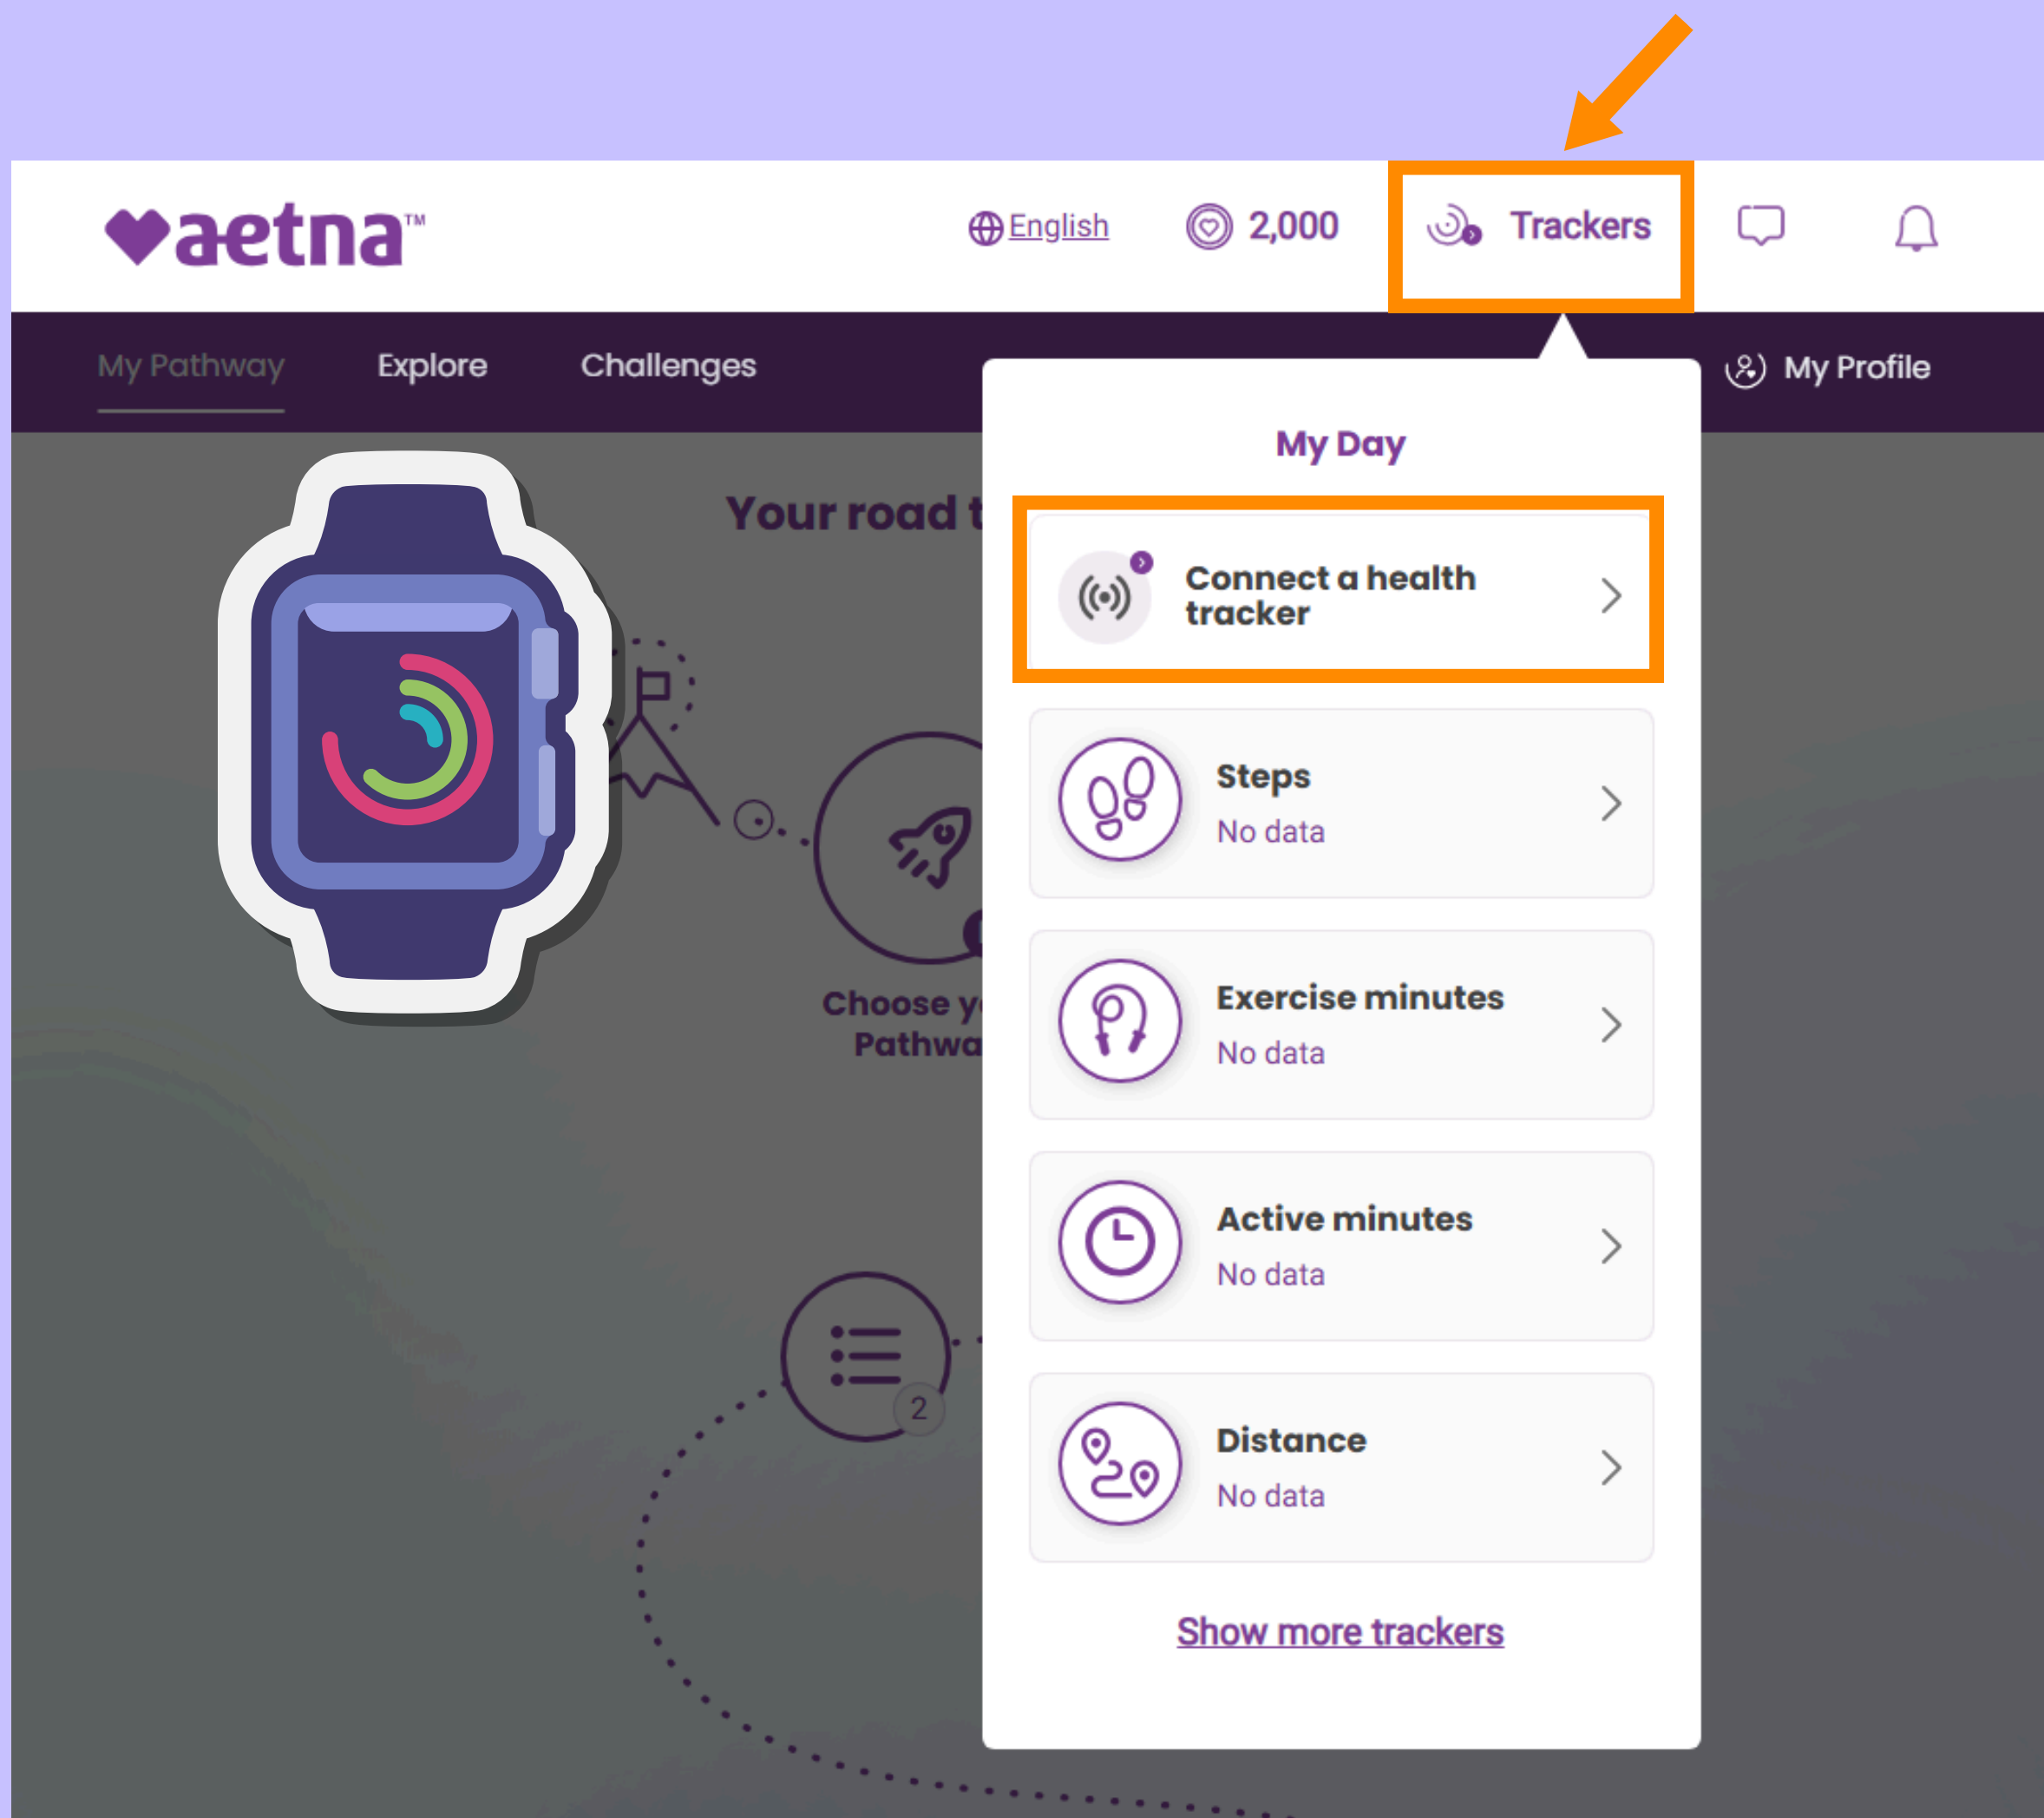 aetna™
English
2,000
Trackers
My Pathway
Explore
Challenges
My Profile
My Day
Your road
Connect a health
tracker
Steps
No data
Choose
Pathwa
Exercise minutes
No data
Active minutes
No data
2
Distance
No data
Show more trackers